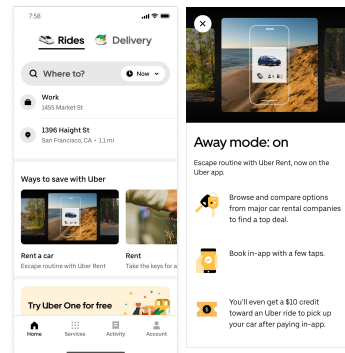 7:58
Rides
Delivery
Where to?
Now
Work
1455 Market St
1396 Haight St
San Francisco, CA • 1.1 mi
Ways to save with Uber
Rent a car
Escape routine with Uber Rent
Rent
Take the keys for a
Try Uber One for free
Home
Services
Activity
Account
Away mode: on
Escape routine with Uber Rent, now on the
Uber app.
Browse and compare options
from major car rental companies
to find a top deal.
Book in-app with a few taps.
You'll even get a $10 credit
toward an Uber ride to pick up
your car after paying in-app.